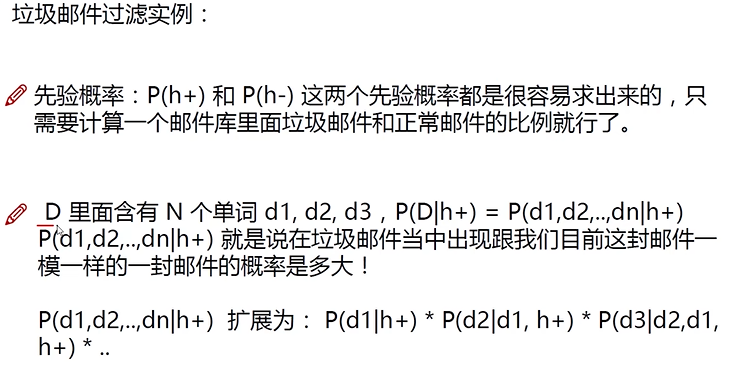 垃圾邮件过滤实例：
先验概率：P(h+) 和 P(h-) 这两个先验概率都是很容易求出来的，只
需要计算一个邮件库里面垃圾邮件和正常邮件的比例就行了。
D 里面含有 N 个单词 d1, d2, d3，P(D|h+) = P(d1,d2,..,dn|h+)
P(d1,d2,..,dn|h+) 就是说在垃圾邮件当中出现跟我们目前这封邮件一
模一样的一封邮件的概率是多大！
P(d1,d2,..,dn|h+) 扩展为： P(d1|h+) * P(d2|d1, h+) * P(d3|d2,d1,
h+) * ..